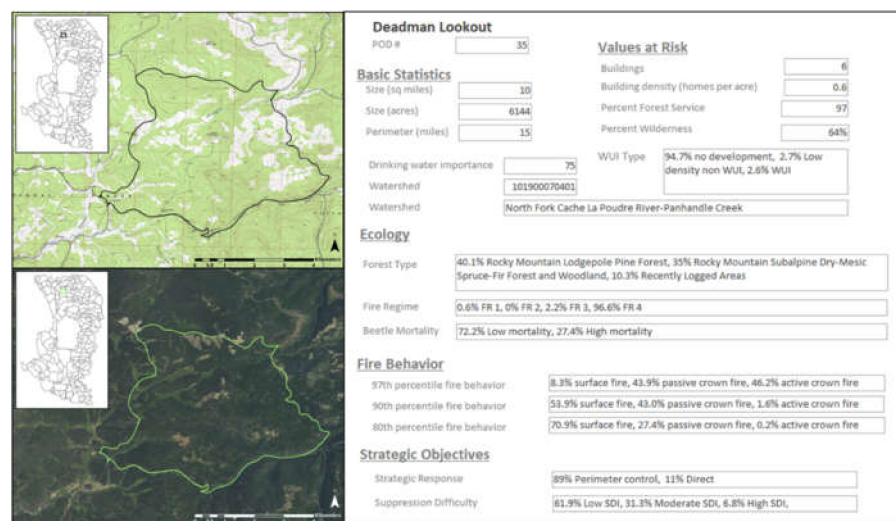 Deadman Lookout
POD # 35
Basic Statistics
Size (sq miles) 10
Size (acres) 6144
Perimeter (miles) 15
Drinking water importance 75
Watershed 101900070401
Watershed North Fork Cache La Poudre River-Panhandle Creek
Values at Risk
Buildings 6
Building density (homes per acre) 0.6
Percent Forest Service 97
Percent Wilderness 64%
WUI Type 94.7% no development, 2.7% Low
density non WUI, 2.6% WUI
Ecology
Forest Type 40.1% Rocky Mountain Lodgepole Pine Forest, 35% Rocky Mountain Subalpine Dry-Mesic
Spruce-Fir Forest and Woodland, 10.3% Recently Logged Areas
Fire Regime 0.6% FR 1, 0% FR 2, 2.2% FR 3, 96.6% FR 4
Beetle Mortality 72.2% Low mortality, 27.4% High mortality
Fire Behavior
97th percentile fire behavior 8.3% surface fire, 43.9% passive crown fire, 46.2% active crown fire
90th percentile fire behavior 53.9% surface fire, 43.0% passive crown fire, 1.6% active crown fire
80th percentile fire behavior 70.9% surface fire, 27.4% passive crown fire, 0.2% active crown fire
Strategic Objectives
Strategic Response 89% Perimeter control, 11% Direct
Suppression Difficulty 61.9% Low SDI, 31.3% Moderate SDI, 6.8% High SDI,